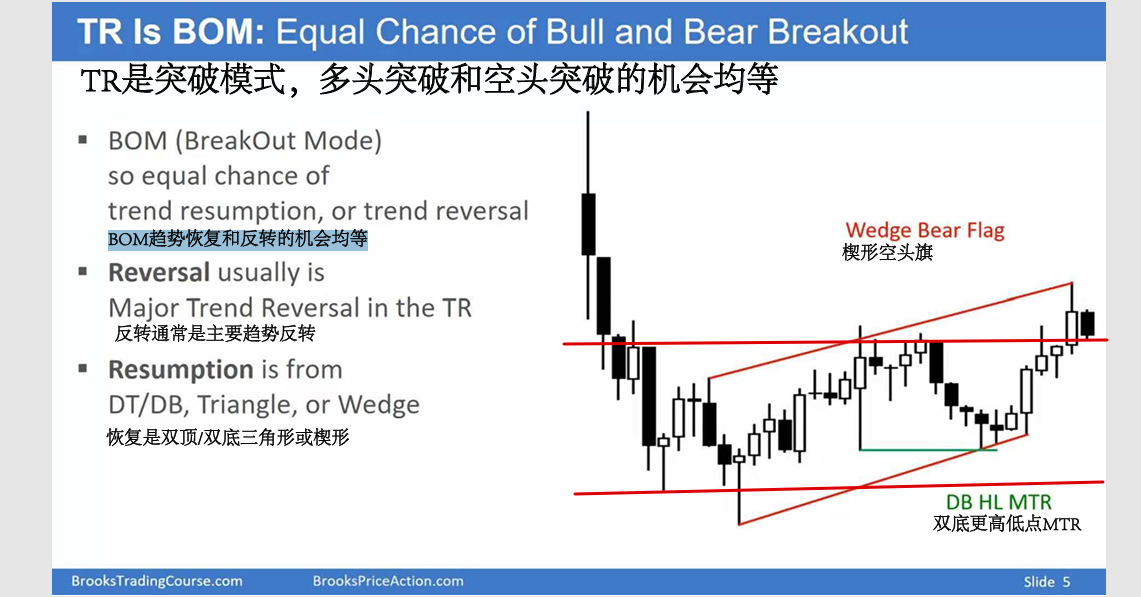 TR Is BOM: Equal Chance of Bull and Bear Breakout
TR是突破模式，多头突破和空头突破的机会均等
BOM (BreakOut Mode)
so equal chance of
trend resumption, or trend reversal
BOM趋势恢复和反转的机会均等
Reversal usually is
Major Trend Reversal in the TR
反转通常是主要趋势反转
Resumption is from
DT/DB, Triangle, or Wedge
恢复是双顶/双底三角形或楔形
Wedge Bear Flag
楔形空头旗
DB HL MTR
双底更高低点MTR
BrooksTradingCourse.com
BrooksPriceAction.com
Slide 5